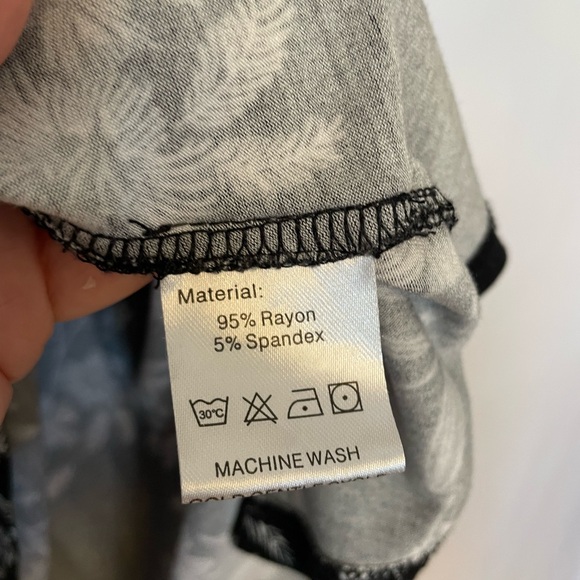 Material:
95% Rayon
5% Spandex
30°C
MACHINE WASH